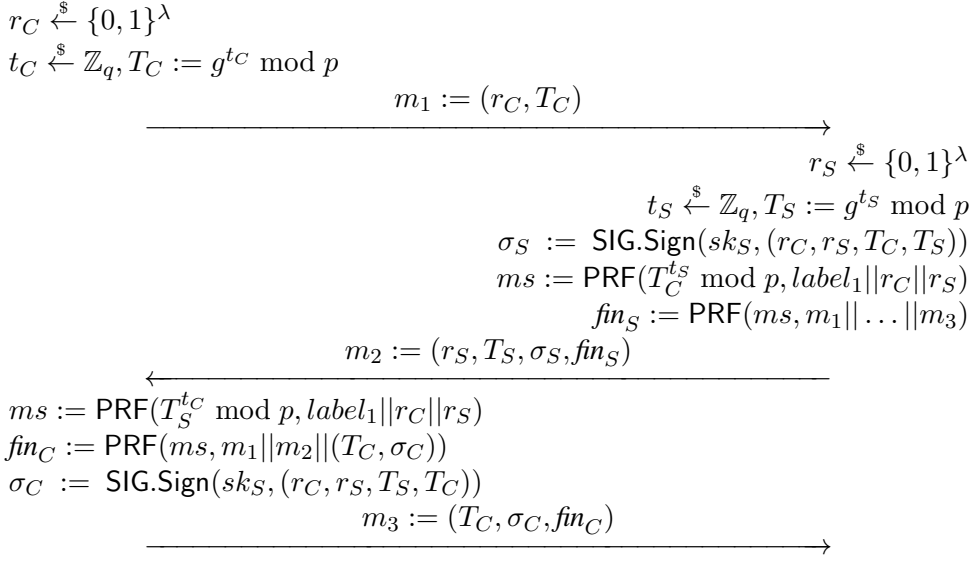 r_C ←$ {0, 1}^λ
t_C ←$ ℤ_q, T_C := g^{t_C} mod p
m_1 := (r_C, T_C)
r_S ←$ {0, 1}^λ
t_S ←$ ℤ_q, T_S := g^{t_S} mod p
σ_S := SIG.Sign(sk_S, (r_C, r_S, T_C, T_S))
ms := PRF(T_C^{t_S} mod p, label_1||r_C||r_S)
fin_S := PRF(ms, m_1||...||m_3)
m_2 := (r_S, T_S, σ_S, fin_S)
ms := PRF(T_S^{t_C} mod p, label_1||r_C||r_S)
fin_C := PRF(ms, m_1||m_2||(T_C, σ_C))
σ_C := SIG.Sign(sk_S, (r_C, r_S, T_S, T_C))
m_3 := (T_C, σ_C, fin_C)